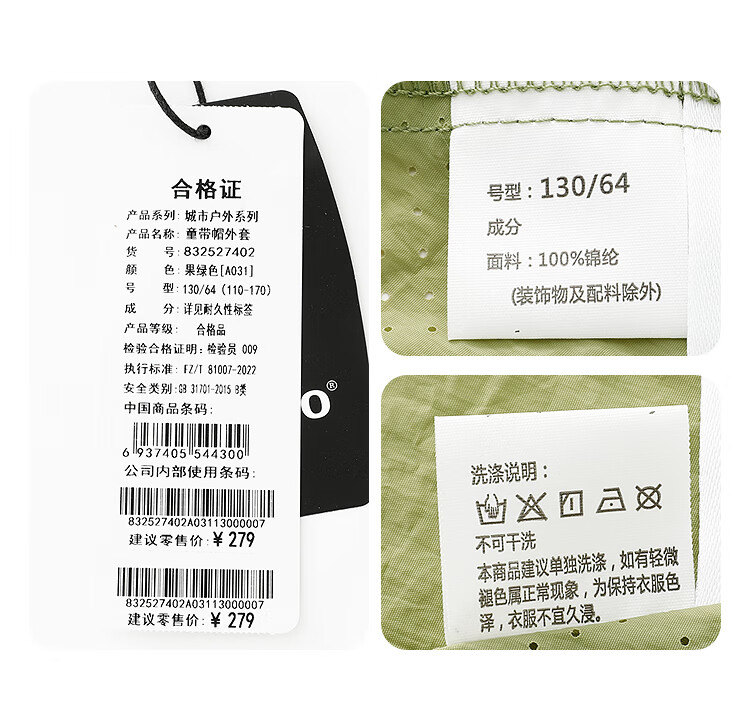 合格证
产品系列: 城市户外系列
产品名称: 童带帽外套
货 号: 832527402
颜 色: 果绿色[A031]
号 型: 130/64 (110-170)
成 分: 详见耐久性标签
产品等级: 合格品
检验合格证明: 检验员 009
执行标准: FZ/T 81007-2022
安全类别: GB 31701-2015 B类
中国商品条码:
6 937405 544300
公司内部使用条码:
832527402A03113000007
建议零售价: ¥ 279
832527402A03113000007
建议零售价: ¥ 279
O®
号型: 130/64
成分
面料: 100%锦纶
(装饰物及配料除外)
洗涤说明:
不可干洗
本商品建议单独洗涤, 如有轻微
褪色属正常现象, 为保持衣服色
泽, 衣服不宜久浸。